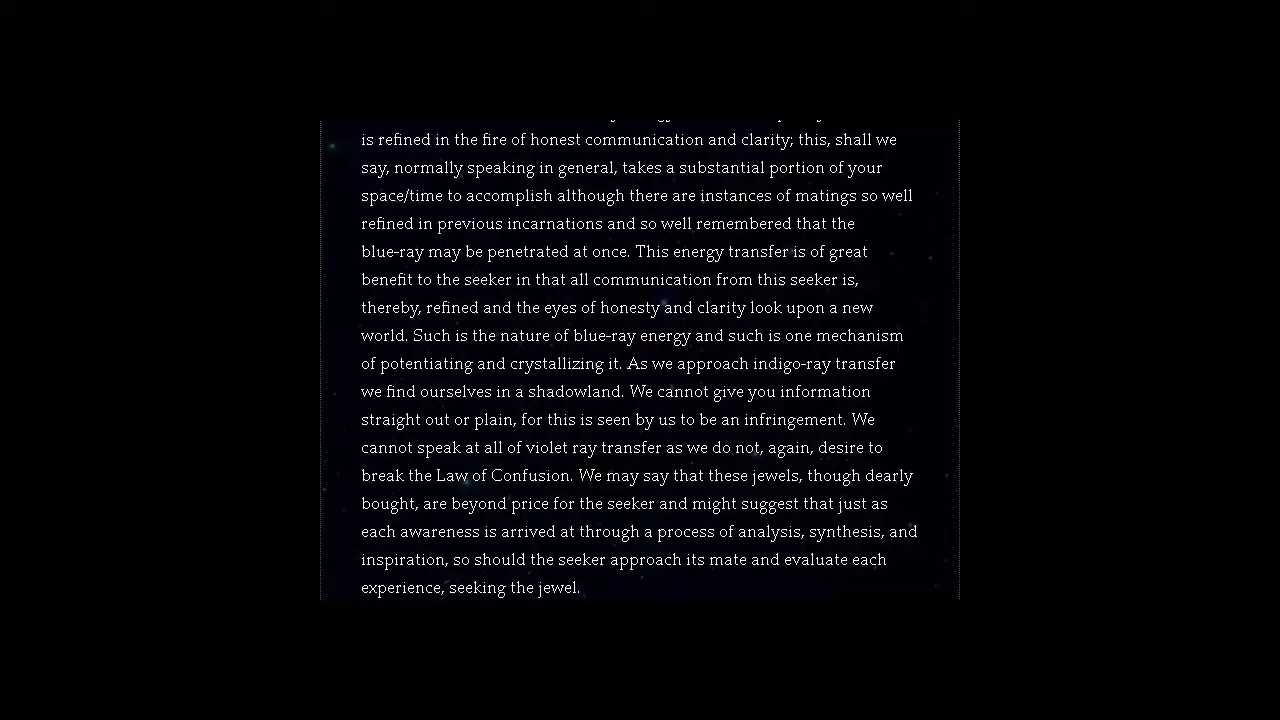 is refined in the fire of honest communication and clarity; this, shall we
say, normally speaking in general, takes a substantial portion of your
space/time to accomplish although there are instances of matings so well
refined in previous incarnations and so well remembered that the
blue-ray may be penetrated at once. This energy transfer is of great
benefit to the seeker in that all communication from this seeker is,
thereby, refined and the eyes of honesty and clarity look upon a new
world. Such is the nature of blue-ray energy and such is one mechanism
of potentiating and crystallizing it. As we approach indigo-ray transfer
we find ourselves in a shadowland. We cannot give you information
straight out or plain, for this is seen by us to be an infringement. We
cannot speak at all of violet ray transfer as we do not, again, desire to
break the Law of Confusion. We may say that these jewels, though dearly
bought, are beyond price for the seeker and might suggest that just as
each awareness is arrived at through a process of analysis, synthesis, and
inspiration, so should the seeker approach its mate and evaluate each
experience, seeking the jewel.